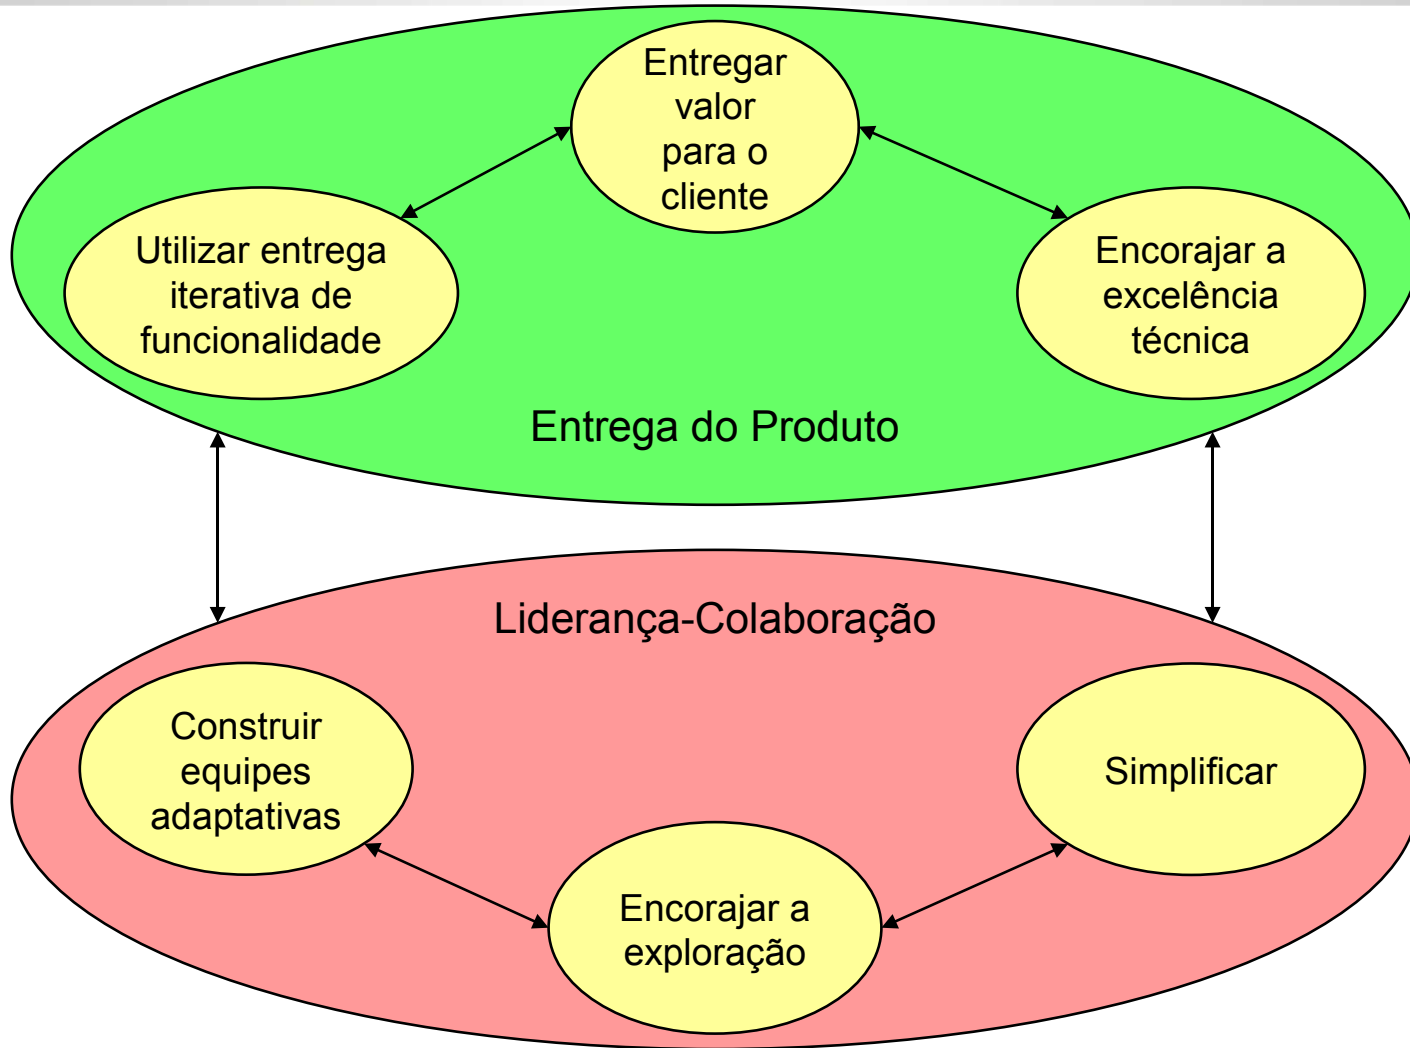 Entregar
valor
para o
cliente
Utilizar entrega
iterativa de
funcionalidade
Encorajar a
excelência
técnica
Entrega do Produto
Liderança-Colaboração
Construir
equipes
adaptativas
Simplificar
Encorajar a
exploração